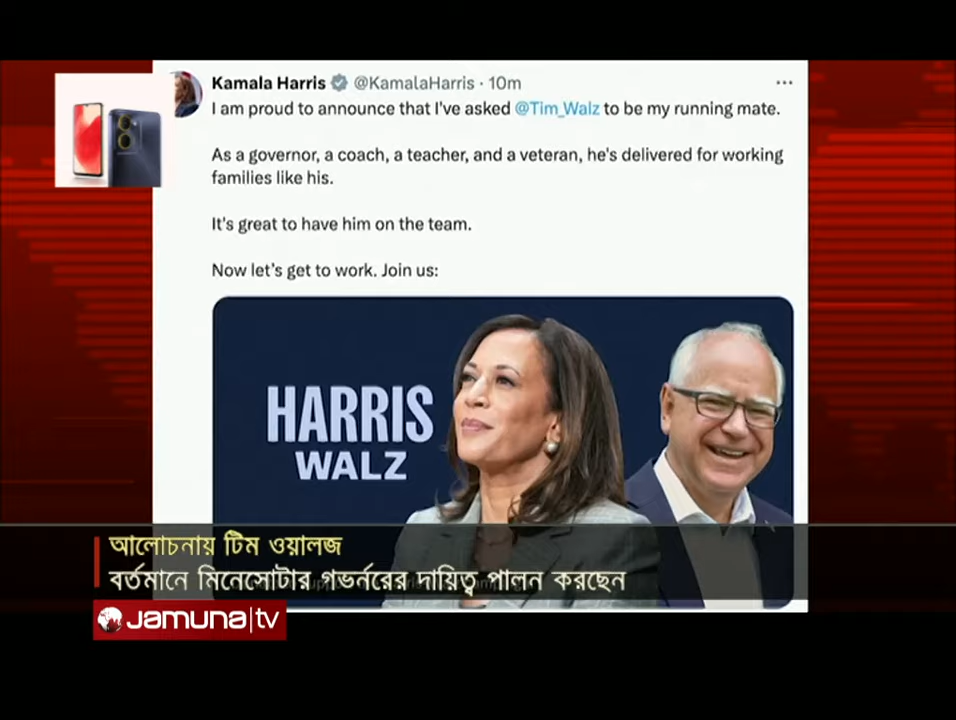 Kamala Harris @KamalaHarris · 10m
I am proud to announce that I've asked @Tim_Walz to be my running mate.
As a governor, a coach, a teacher, and a veteran, he's delivered for working
families like his.
It's great to have him on the team.
Now let's get to work. Join us:
HARRIS
WALZ
আলোচনায় টিম ওয়ালজ
বর্তমানে মিনেসোটার গভর্নরের দায়িত্ব পালন করছেন
Jamuna|tv